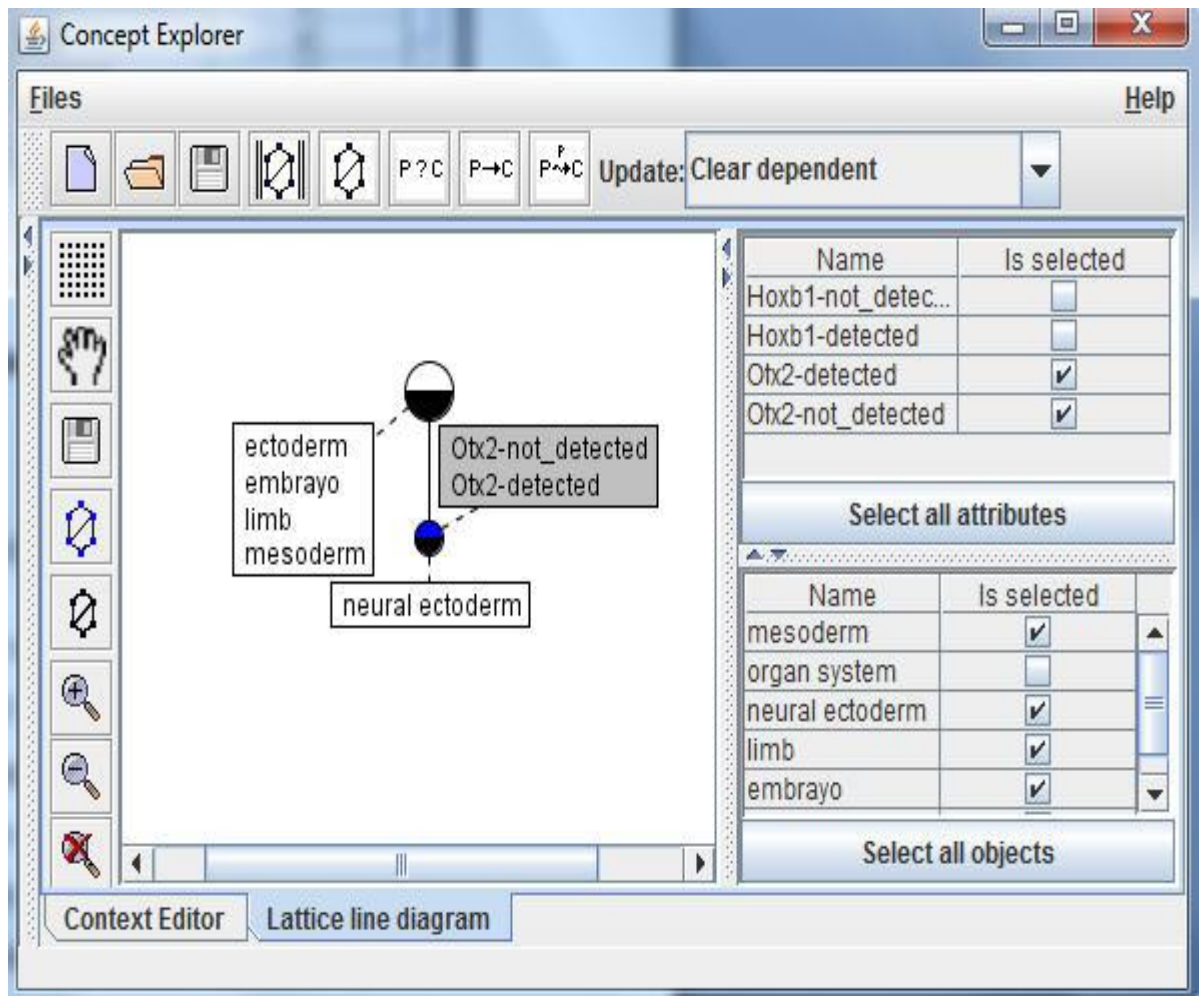 Concept Explorer
X
Files
Help
P?C
P→C
P
P⇝C
Update: Clear dependent
Name Is selected
Hoxb1-not_detec...
Hoxb1-detected
Otx2-detected
Otx2-not_detected
Select all attributes
Name Is selected
mesoderm
organ system
neural ectoderm
limb
embrayo
Select all objects
ectoderm
embrayo
limb
mesoderm
Otx2-not_detected
Otx2-detected
neural ectoderm
Context Editor
Lattice line diagram